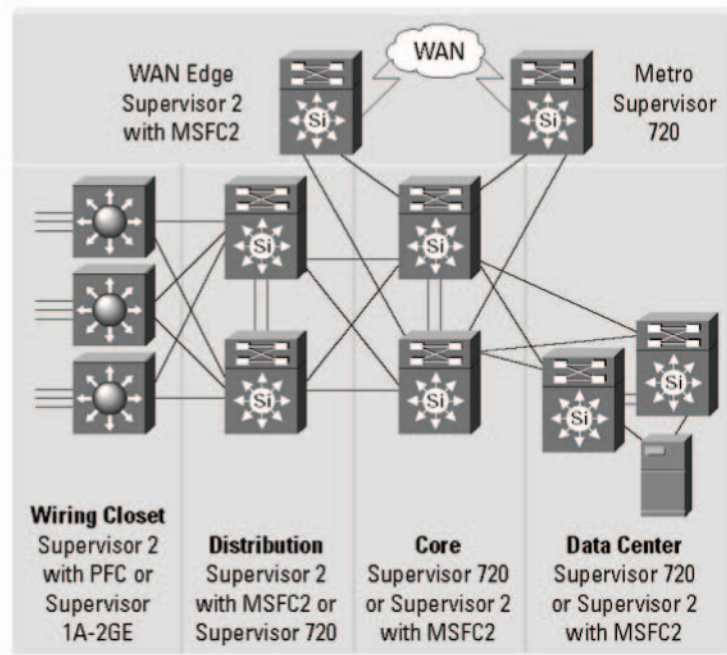 WAN Edge
Supervisor 2
with MSFC2
WAN
Metro
Supervisor
720
Si
Si
Si
Si
Si
Si
Si
Si
Wiring Closet
Supervisor 2
with PFC or
Supervisor
1A-2GE
Distribution
Supervisor 2
with MSFC2 or
Supervisor 720
Core
Supervisor 720
or Supervisor 2
with MSFC2
Data Center
Supervisor 720
or Supervisor 2
with MSFC2